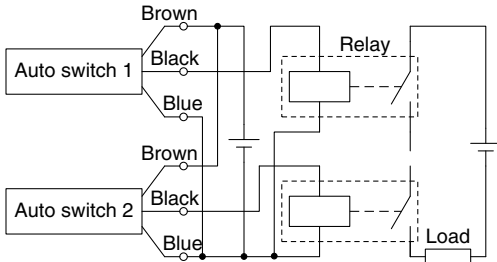 Brown
Relay
Black
Auto switch 1
Blue
Brown
Black
Auto switch 2
Blue
Load